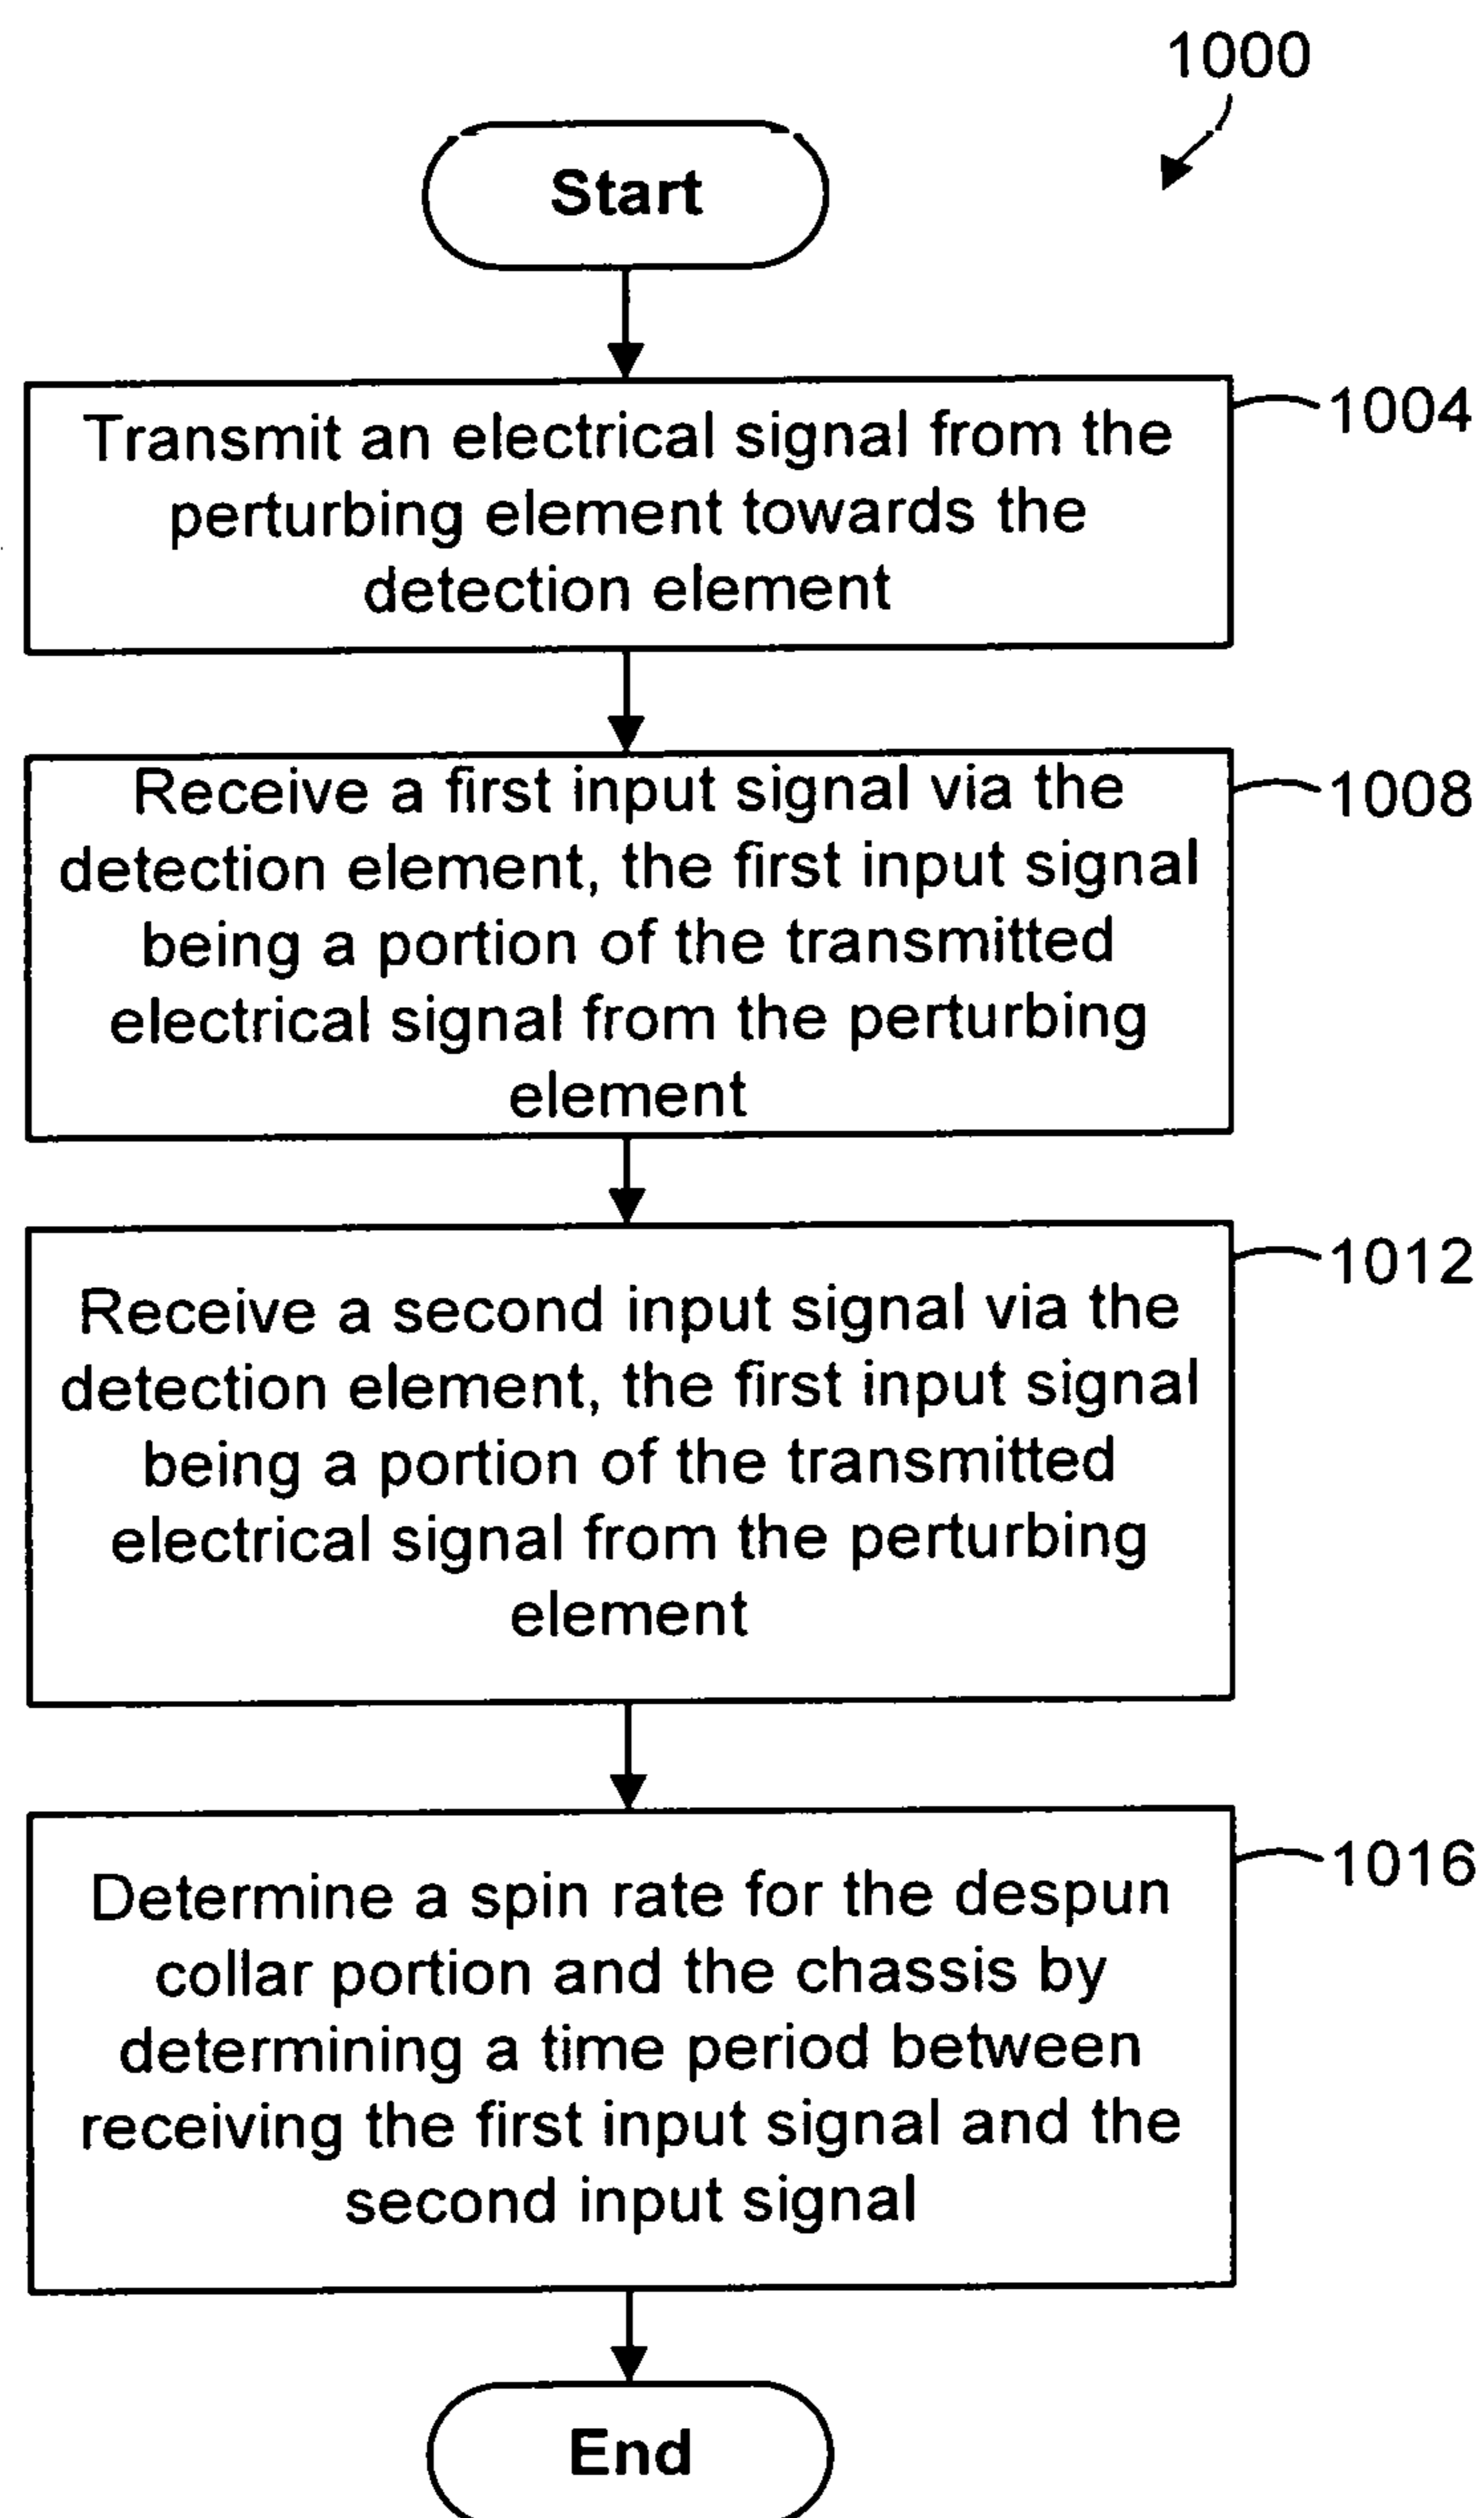 1000
Start
Transmit an electrical signal from the
perturbing element towards the
detection element
1004
Receive a first input signal via the
detection element, the first input signal
being a portion of the transmitted
electrical signal from the perturbing
element
1008
Receive a second input signal via the
detection element, the first input signal
being a portion of the transmitted
electrical signal from the perturbing
element
1012
Determine a spin rate for the despun
collar portion and the chassis by
determining a time period between
receiving the first input signal and the
second input signal
1016
End